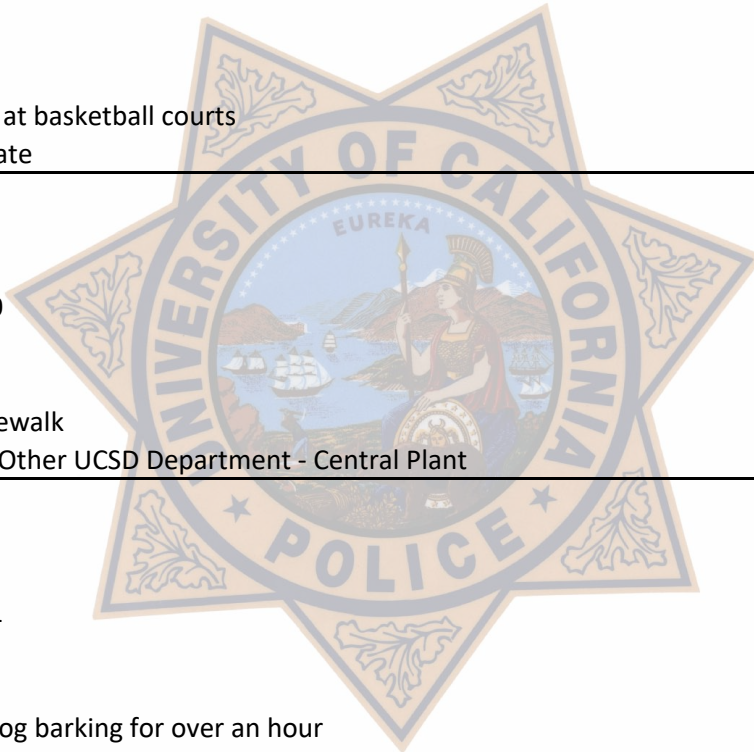 at basketball courts
ate
UNIVERSITY OF CALIFORNIA
EUREKA
ewalk
Other UCSD Department - Central Plant
POLICE
og barking for over an hour